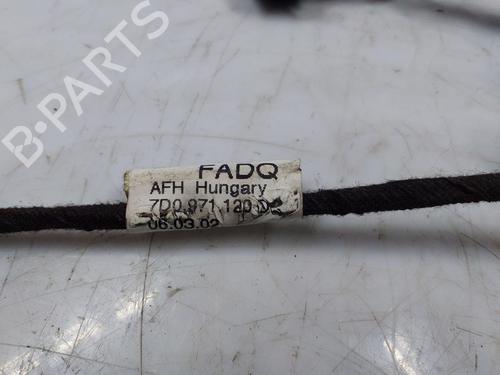 B-PARTS
FADQ
AFH Hungary
7D0 971 120 D
06.03.02